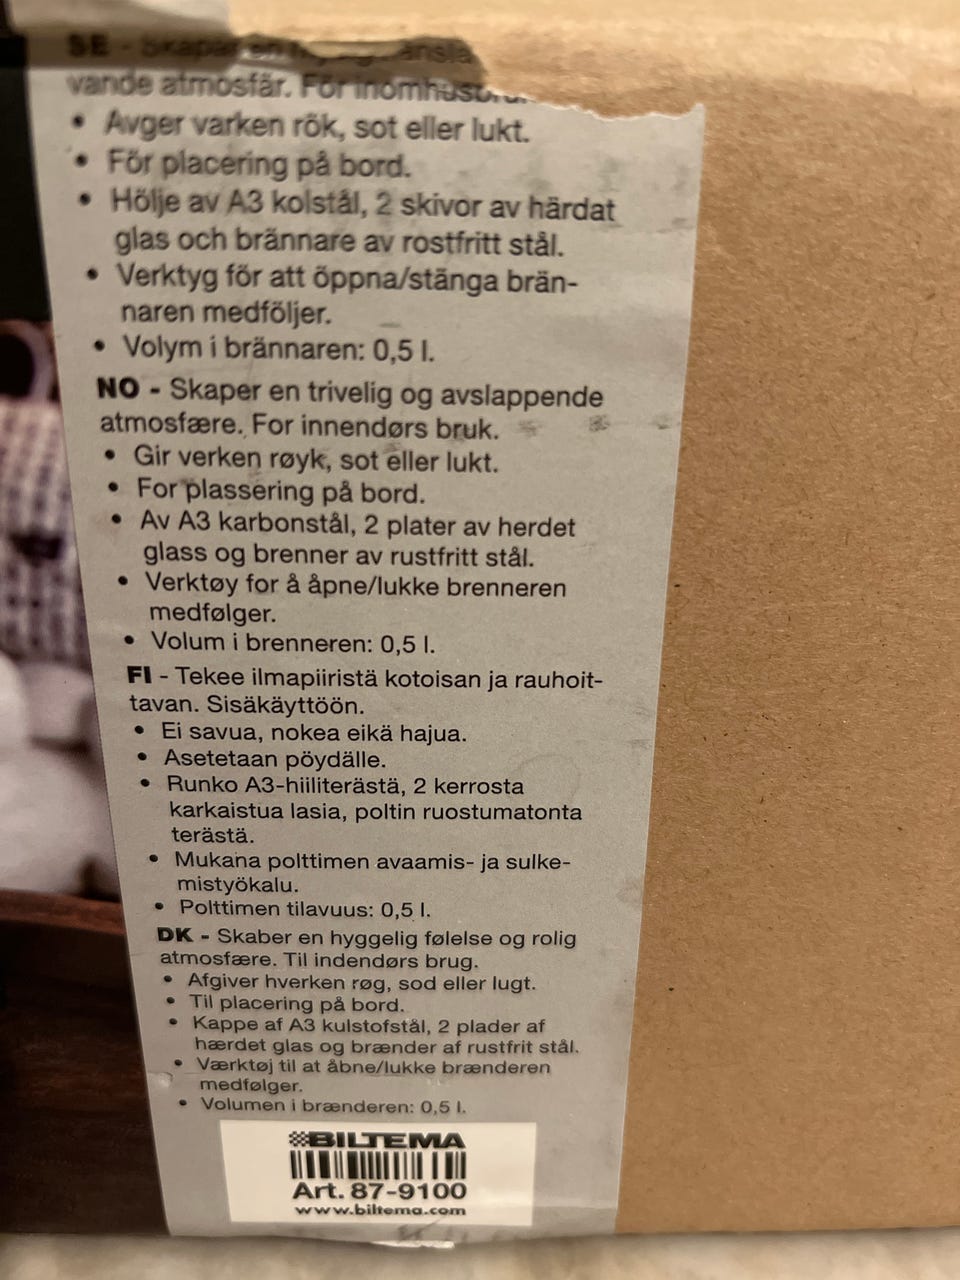 SE - Skapar en
vande atmosfär. För inomhusbruk.
• Avger varken rök, sot eller lukt.
• För placering på bord.
• Hölje av A3 kolstål, 2 skivor av härdat
glas och brännare av rostfritt stål.
• Verktyg för att öppna/stänga brän-
naren medföljer.
• Volym i brännaren: 0,5 l.
NO - Skaper en trivelig og avslappende
atmosfære. For innendørs bruk.
• Gir verken røyk, sot eller lukt.
• For plassering på bord.
• Av A3 karbonstål, 2 plater av herdet
glass og brenner av rustfritt stål.
• Verktøy for å åpne/lukke brenneren
medfølger.
• Volum i brenneren: 0,5 l.
FI - Tekee ilmapiiristä kotoisan ja rauhoit-
tavan. Sisäkäyttöön.
• Ei savua, nokea eikä hajua.
• Asetetaan pöydälle.
• Runko A3-hiiliterästä, 2 kerrosta
karkaistua lasia, poltin ruostumatonta
terästä.
• Mukana polttimen avaamis- ja sulke-
mistyökalu.
• Polttimen tilavuus: 0,5 l.
DK - Skaber en hyggelig følelse og rolig
atmosfære. Til indendørs brug.
• Afgiver hverken røg, sod eller lugt.
• Til placering på bord.
• Kappe af A3 kulstofstål, 2 plader af
hærdet glas og brænder af rustfrit stål.
• Værktøj til at åbne/lukke brænderen
medfølger.
• Volumen i brænderen: 0,5 l.
BILTEMA
Art. 87-9100
www.biltema.com